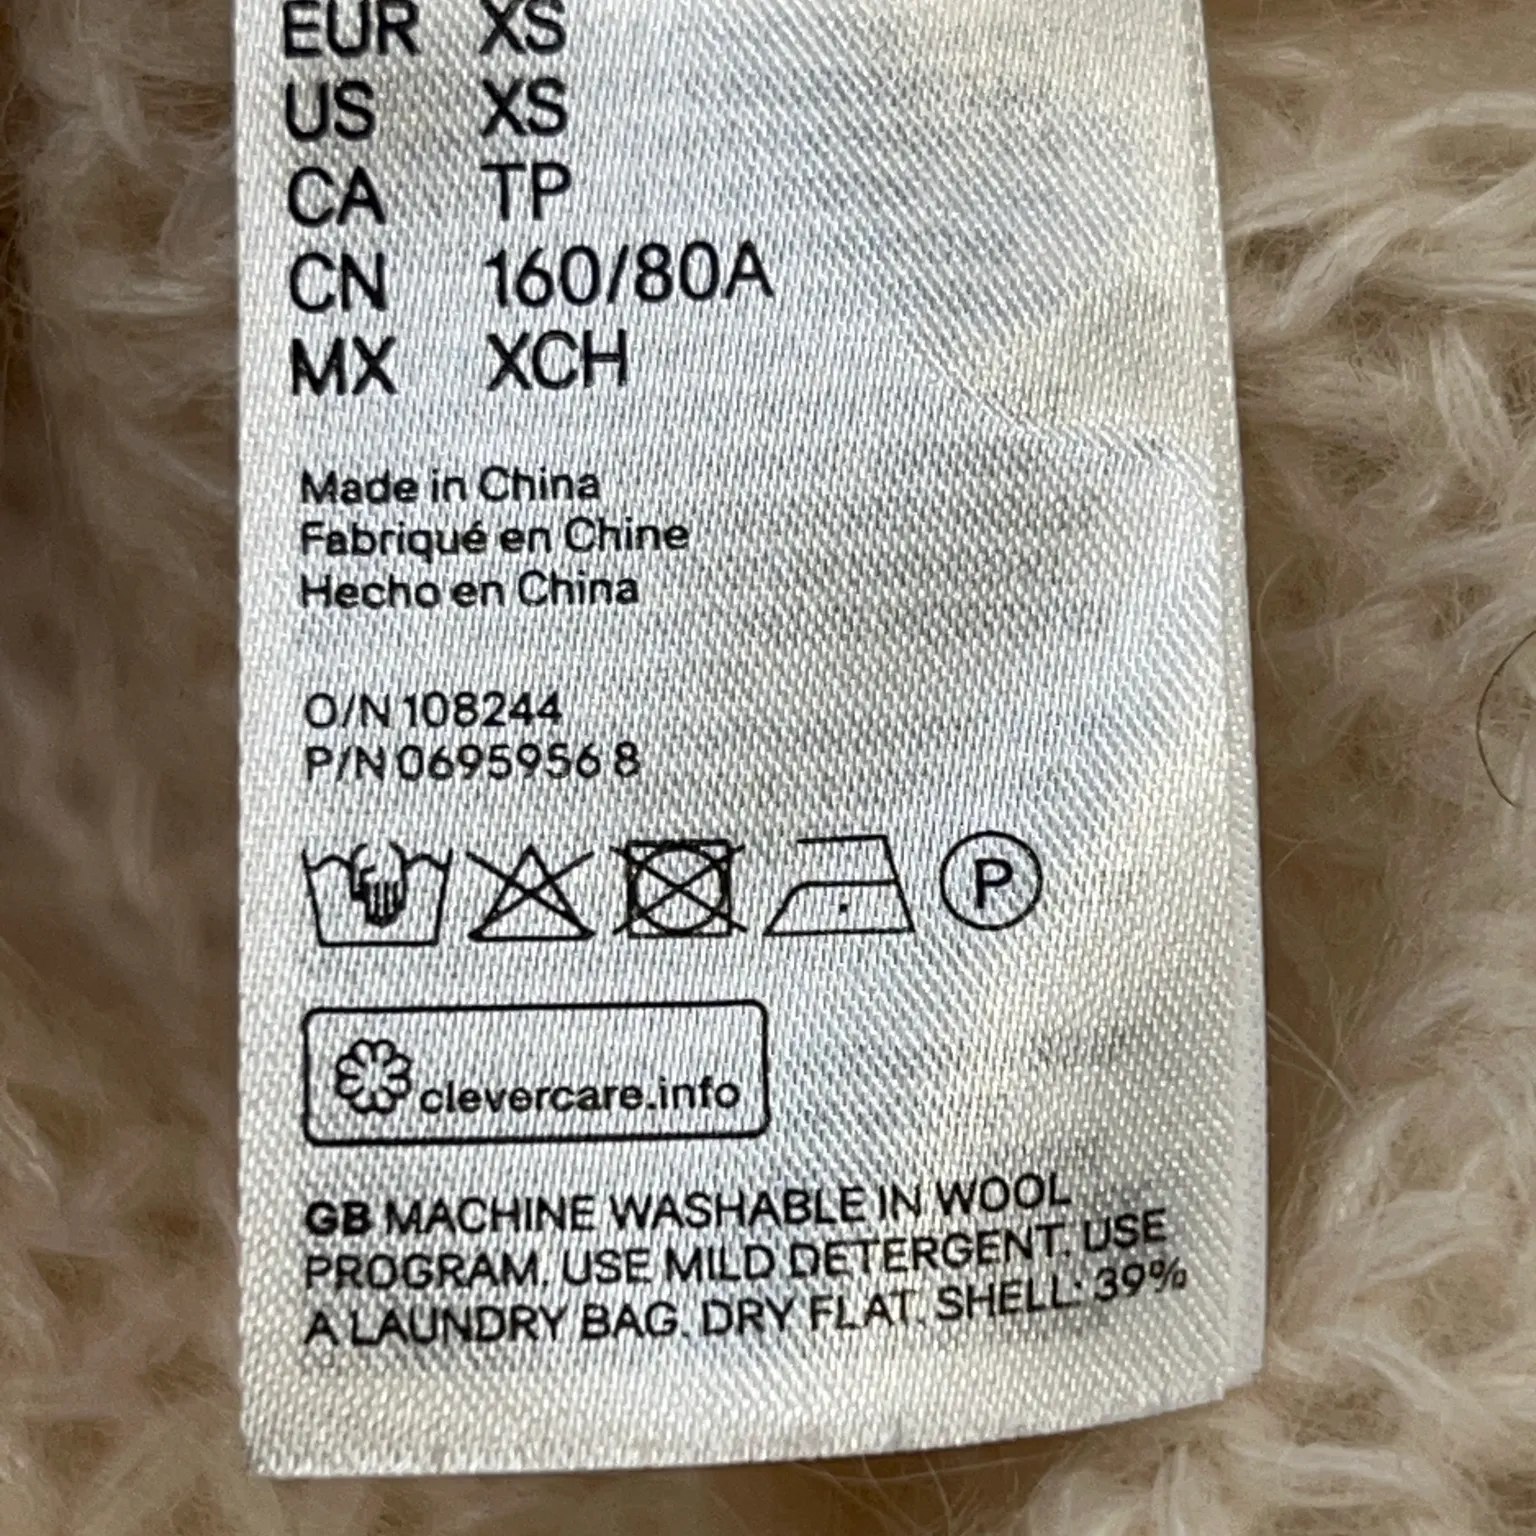 EUR XS
US XS
CA TP
CN 160/80A
MX XCH
Made in China
Fabriqué en Chine
Hecho en China
O/N 108244
P/N 0695956 8
P
clevercare.info
GB MACHINE WASHABLE IN WOOL
PROGRAM. USE MILD DETERGENT. USE
A LAUNDRY BAG. DRY FLAT. SHELL: 39%